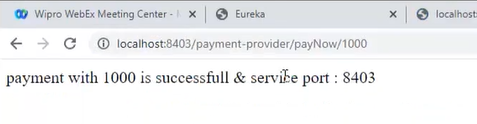 Wipro WebEx Meeting Center -
Eureka
localhost
localhost:8403/payment-provider/payNow/1000
payment with 1000 is successfull & service port : 8403